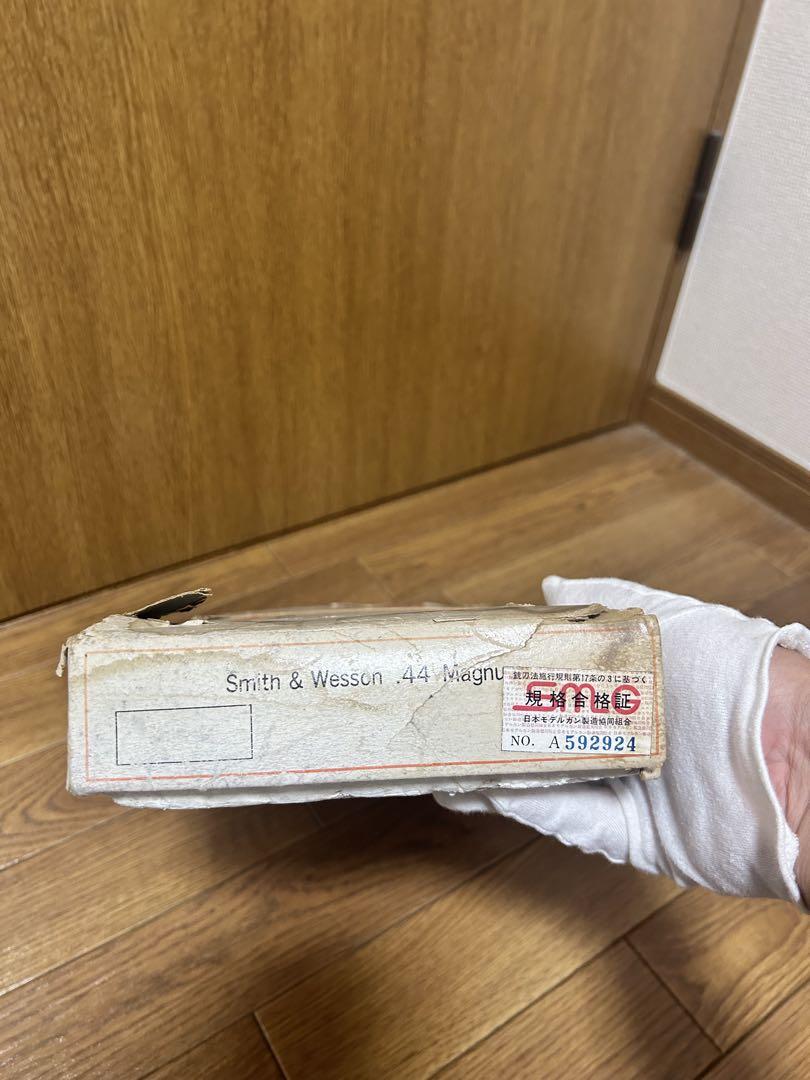 Smith & Wesson .44 Magnu
銃刀法施行規則第17条の3に基づく
SMG
規格合格証
日本モデルガン製造協同組合
NO. A592924